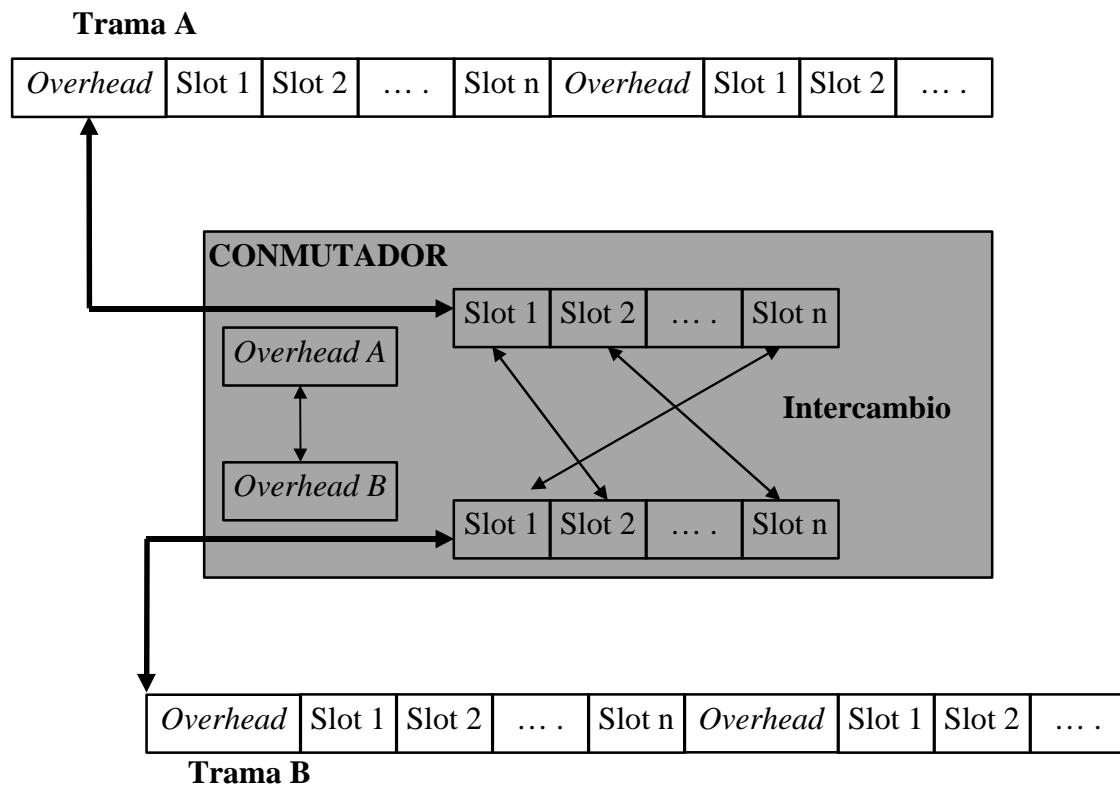 Trama A
Overhead Slot 1 Slot 2 … . Slot n Overhead Slot 1 Slot 2 … .
CONMUTADOR
Slot 1 Slot 2 … . Slot n
Overhead A
Intercambio
Overhead B
Slot 1 Slot 2 … . Slot n
Overhead Slot 1 Slot 2 … . Slot n Overhead Slot 1 Slot 2 … .
Trama B